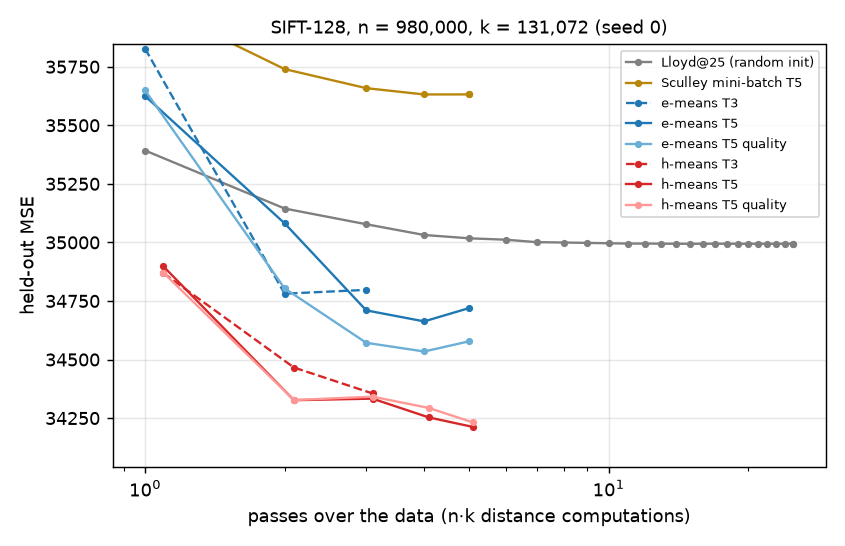 SIFT-128, n = 980,000, k = 131,072 (seed 0)
Lloyd@25 (random init)
Sculley mini-batch T5
e-means T3
e-means T5
e-means T5 quality
h-means T3
h-means T5
h-means T5 quality
held-out MSE
35750
35500
35250
35000
34750
34500
34250
10⁰
10¹
passes over the data (n·k distance computations)